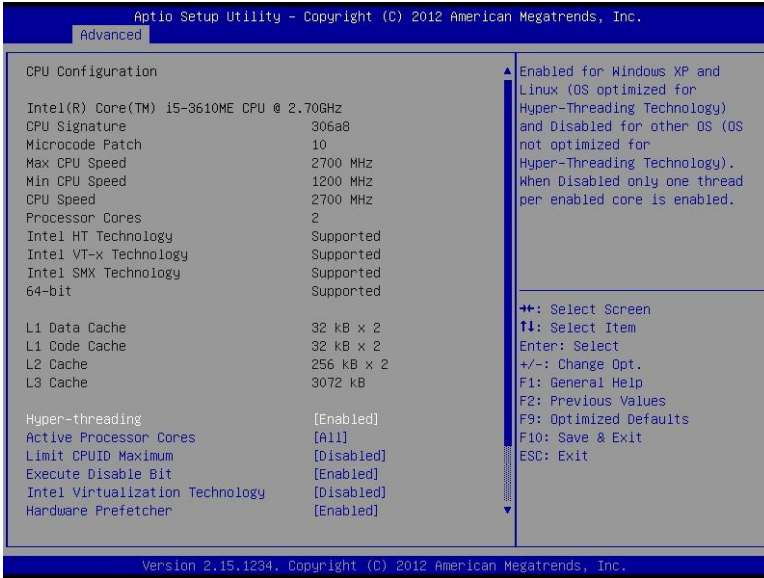 Aptio Setup Utility – Copyright (C) 2012 American Megatrends, Inc.
Advanced
CPU Configuration
Intel(R) Core(TM) i5-3610ME CPU @ 2.70GHz
CPU Signature 306a8
Microcode Patch 10
Max CPU Speed 2700 MHz
Min CPU Speed 1200 MHz
CPU Speed 2700 MHz
Processor Cores 2
Intel HT Technology Supported
Intel VT-x Technology Supported
Intel SMX Technology Supported
64-bit Supported
L1 Data Cache 32 kB x 2
L1 Code Cache 32 kB x 2
L2 Cache 256 kB x 2
L3 Cache 3072 kB
Hyper-threading [Enabled]
Active Processor Cores [All]
Limit CPUID Maximum [Disabled]
Execute Disable Bit [Enabled]
Intel Virtualization Technology [Disabled]
Hardware Prefetcher [Enabled]
Enabled for Windows XP and
Linux (OS optimized for
Hyper-Threading Technology)
and Disabled for other OS (OS
not optimized for
Hyper-Threading Technology).
When Disabled only one thread
per enabled core is enabled.
→←: Select Screen
↑↓: Select Item
Enter: Select
+/-: Change Opt.
F1: General Help
F2: Previous Values
F9: Optimized Defaults
F10: Save & Exit
ESC: Exit
Version 2.15.1234. Copyright (C) 2012 American Megatrends, Inc.